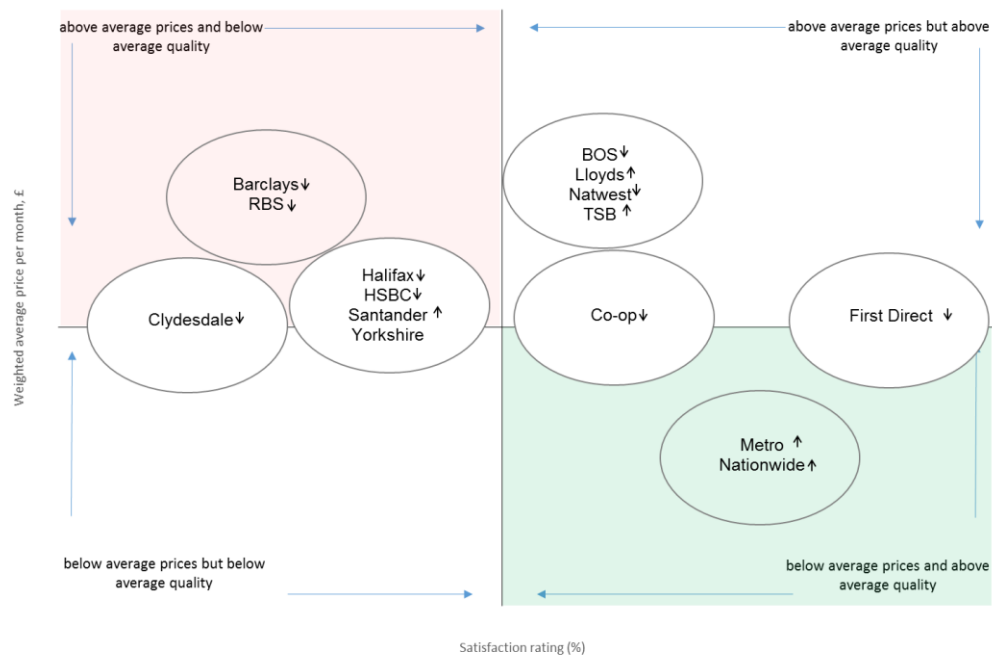 above average prices and below
average quality
above average prices but above
average quality
Weighted average price per month, £
Barclays↓
RBS↓
BOS↓
Lloyds↑
Natwest↓
TSB ↑
Clydesdale↓
Halifax↓
HSBC↓
Santander ↑
Yorkshire
Co-op↓
First Direct ↓
Metro ↑
Nationwide↑
below average prices but below
average quality
below average prices and above
average quality
Satisfaction rating (%)